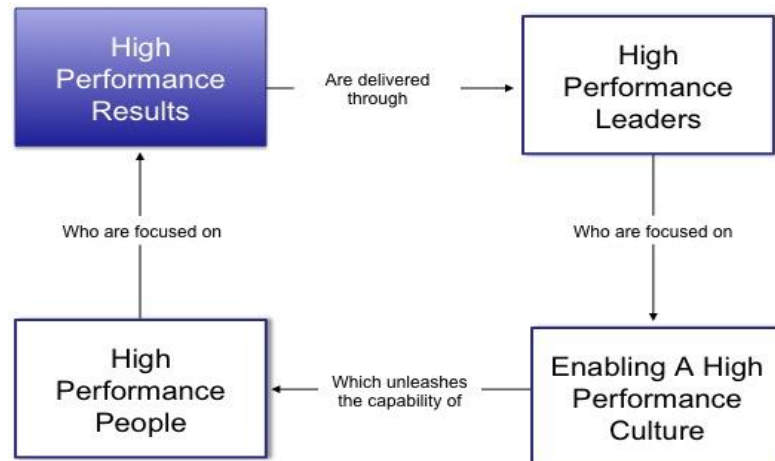 High
Performance
Results
Are delivered
through
High
Performance
Leaders
Who are focused on
Enabling A High
Performance
Culture
Which unleashes
the capability of
High
Performance
People
Who are focused on